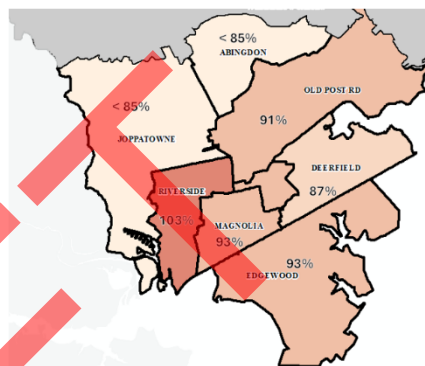 < 85%
ABINGDON
OLD POST RD
91%
< 85%
JOPPATOWNE
DEERFIELD
87%
RIVERSIDE
103%
MAGNOLIA
93%
93%
EDGEWOOD